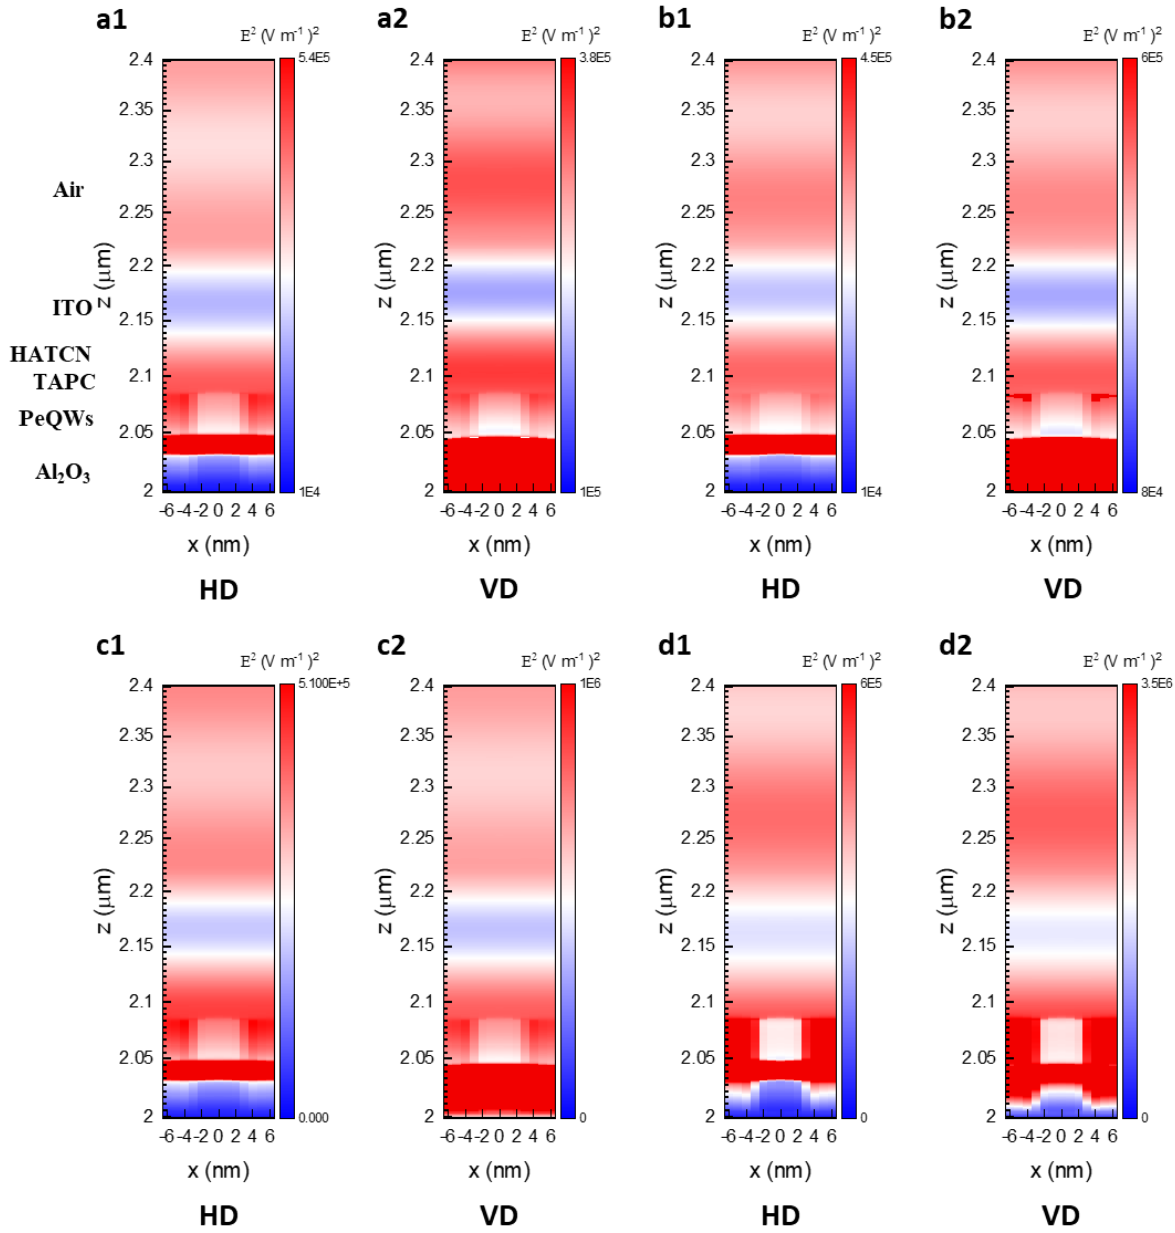 a1
a2
b1
b2
E² (V m⁻¹)²
E² (V m⁻¹)²
E² (V m⁻¹)²
E² (V m⁻¹)²
2.4
5.4E5
2.4
3.8E5
2.4
4.5E5
2.4
6E5
2.35
2.35
2.35
2.35
2.3
2.3
2.3
2.3
Air
2.25
2.25
2.25
2.25
z (μm)
z (μm)
z (μm)
z (μm)
2.2
2.2
2.2
2.2
ITO
2.15
2.15
2.15
2.15
HATCN
TAPC
2.1
2.1
2.1
2.1
PeQWs
2.05
2.05
2.05
2.05
Al₂O₃
2
1E4
2
1E5
2
1E4
2
8E4
-6 -4 -2 0 2 4 6
-6 -4 -2 0 2 4 6
-6 -4 -2 0 2 4 6
-6 -4 -2 0 2 4 6
x (nm)
x (nm)
x (nm)
x (nm)
HD
VD
HD
VD
c1
c2
d1
d2
E² (V m⁻¹)²
E² (V m⁻¹)²
E² (V m⁻¹)²
E² (V m⁻¹)²
2.4
5.100E+5
2.4
1E6
2.4
6E5
2.4
3.5E6
2.35
2.35
2.35
2.35
2.3
2.3
2.3
2.3
2.25
2.25
2.25
2.25
z (μm)
z (μm)
z (μm)
z (μm)
2.2
2.2
2.2
2.2
2.15
2.15
2.15
2.15
2.1
2.1
2.1
2.1
2.05
2.05
2.05
2.05
2
0.000
2
0
2
0
2
0
-6 -4 -2 0 2 4 6
-6 -4 -2 0 2 4 6
-6 -4 -2 0 2 4 6
-6 -4 -2 0 2 4 6
x (nm)
x (nm)
x (nm)
x (nm)
HD
VD
HD
VD